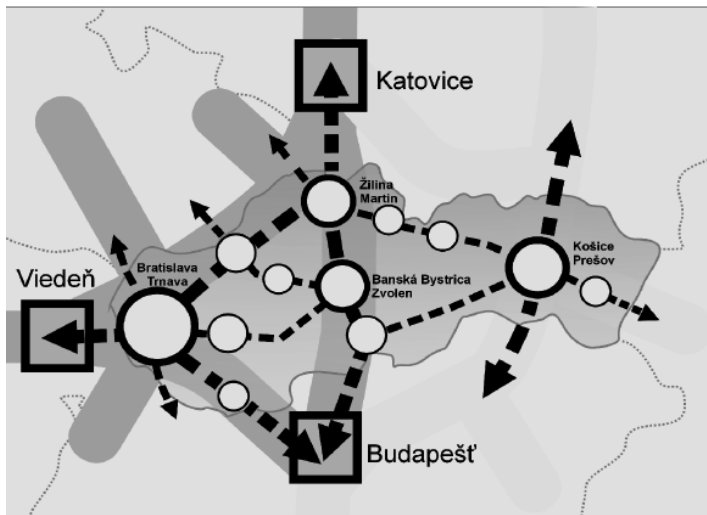 Katovice
Žilina
Martin
Košice
Prešov
Viedeň
Bratislava
Trnava
Banská Bystrica
Zvolen
Budapešť